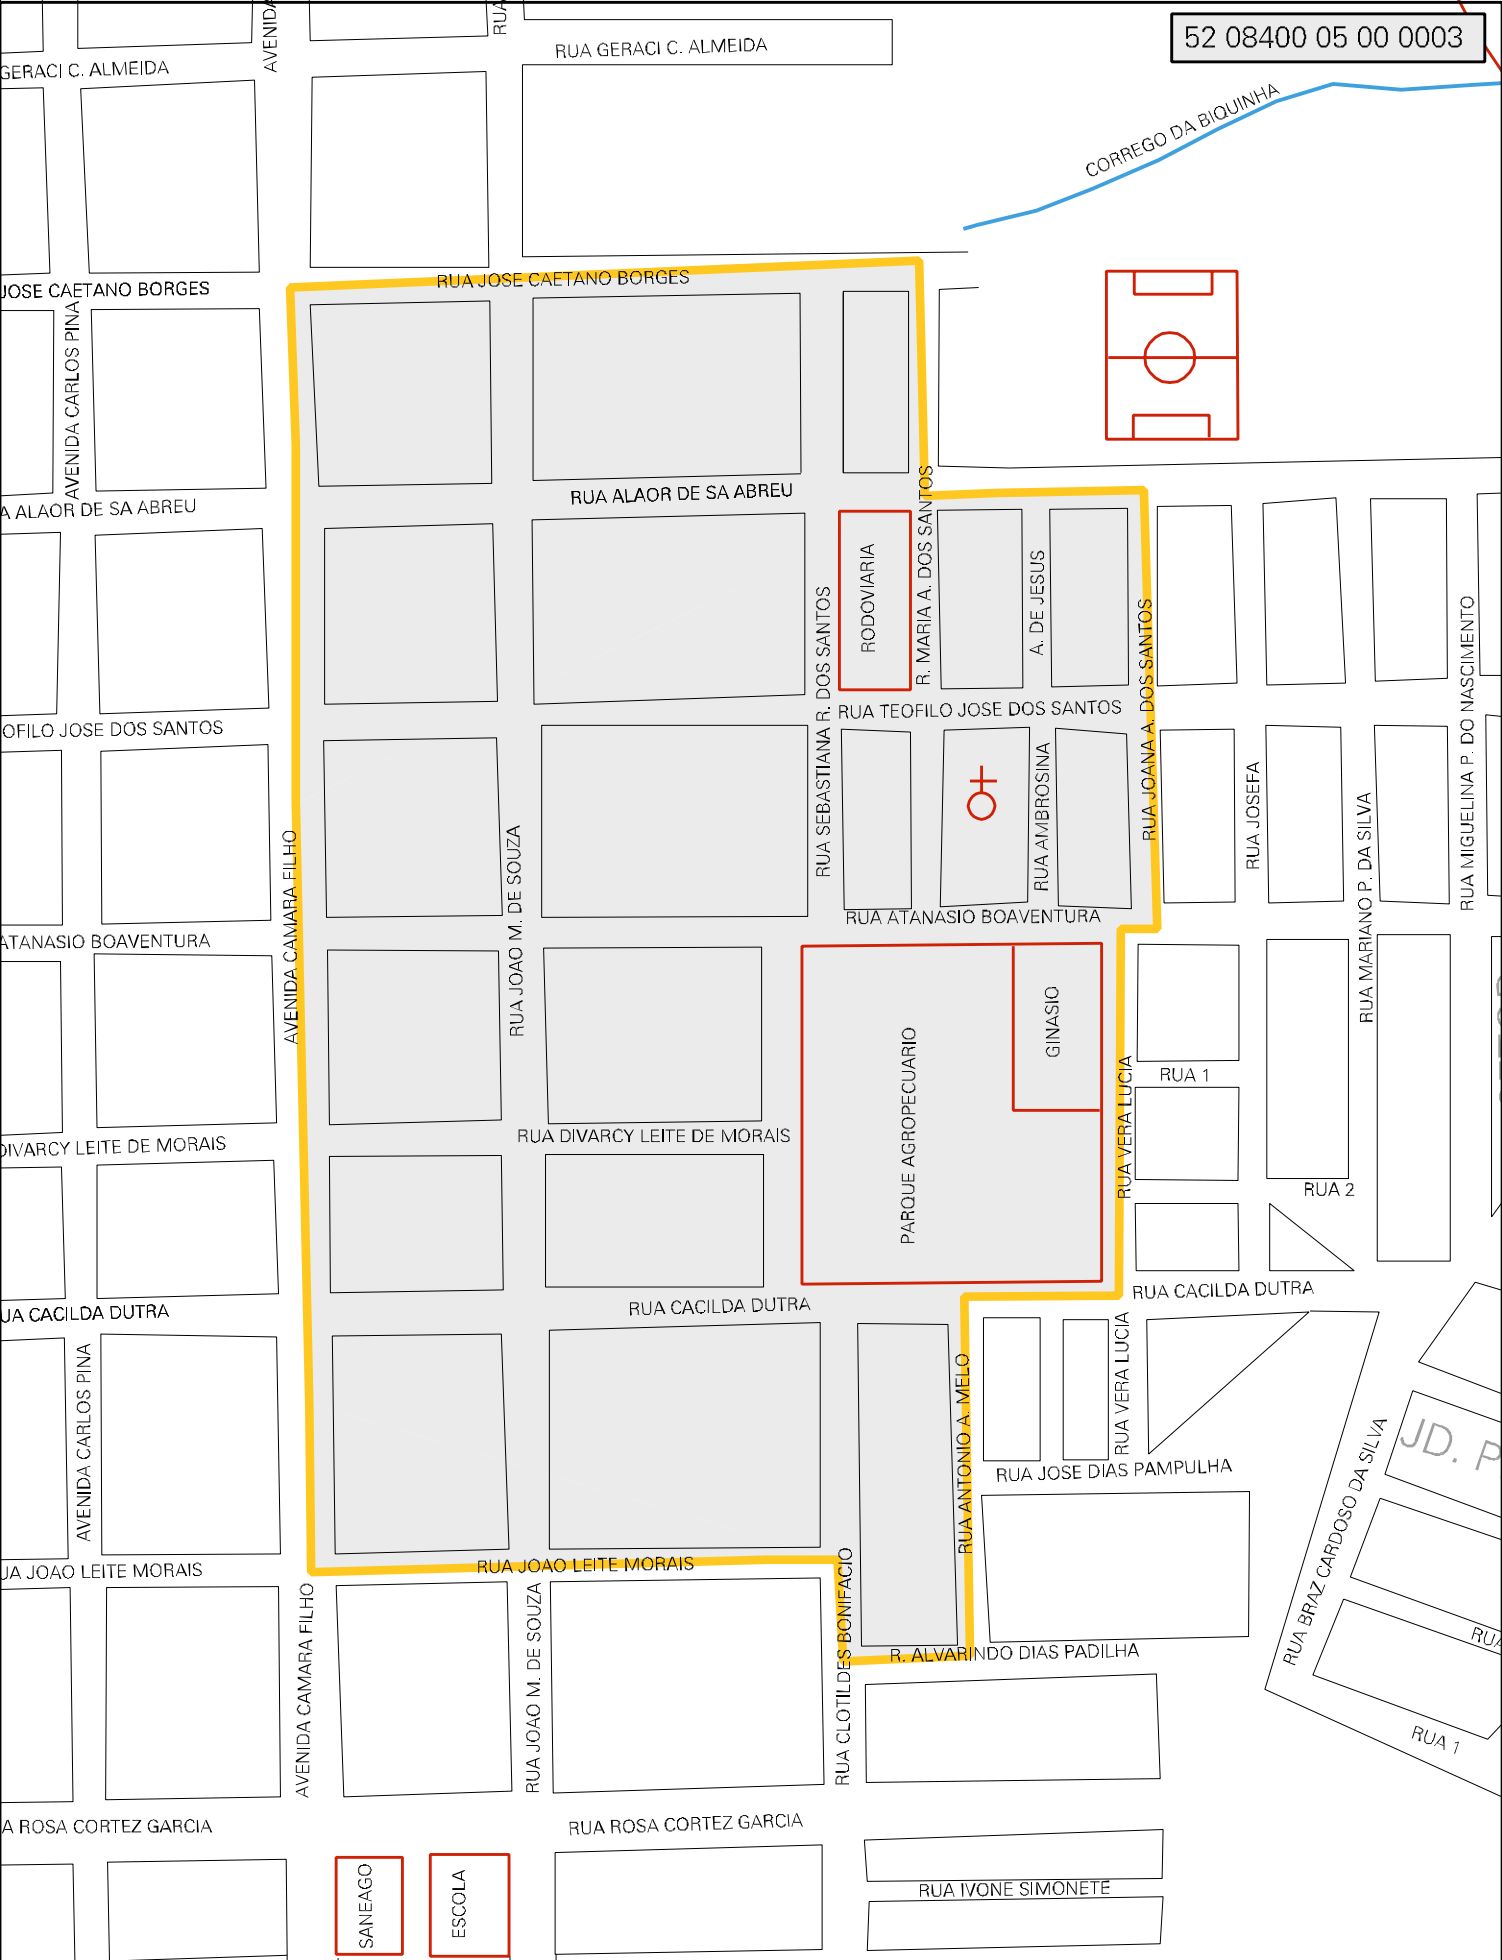 52 08400 05 00 0003
AVENIDA
RUA
RUA GERACI C. ALMEIDA
GERACI C. ALMEIDA
CORREGO DA BIQUINHA
RUA JOSE CAETANO BORGES
JOSE CAETANO BORGES
AVENIDA CARLOS PINA
RUA ALAOR DE SA ABREU
A ALAOR DE SA ABREU
RODOVIARIA
R. MARIA A. DOS SANTOS
A. DE JESUS
RUA JOANA A. DOS SANTOS
RUA SEBASTIANA R. DOS SANTOS
RUA TEOFILO JOSE DOS SANTOS
OFILO JOSE DOS SANTOS
RUA AMBROSINA
RUA JOSEFA
RUA MARIANO P. DA SILVA
RUA MIGUELINA P. DO NASCIMENTO
AVENIDA CAMARA FILHO
RUA JOAO M. DE SOUZA
RUA ATANASIO BOAVENTURA
ATANASIO BOAVENTURA
GINASIO
PARQUE AGROPECUARIO
RUA VERA LUCIA
RUA 1
RUA DIVARCY LEITE DE MORAIS
DIVARCY LEITE DE MORAIS
RUA 2
RUA CACILDA DUTRA
RUA CACILDA DUTRA
UA CACILDA DUTRA
AVENIDA CARLOS PINA
RUA ANTONIO A. MELO
RUA VERA LUCIA
RUA JOSE DIAS PAMPULHA
RUA BRAZ CARDOSO DA SILVA
JD. P
RUA JOAO LEITE MORAIS
UA JOAO LEITE MORAIS
AVENIDA CAMARA FILHO
RUA JOAO M. DE SOUZA
RUA CLOTILDES BONIFACIO
R. ALVARINDO DIAS PADILHA
RUA
RUA 1
RUA ROSA CORTEZ GARCIA
A ROSA CORTEZ GARCIA
RUA IVONE SIMONETE
SANEAGO
ESCOLA